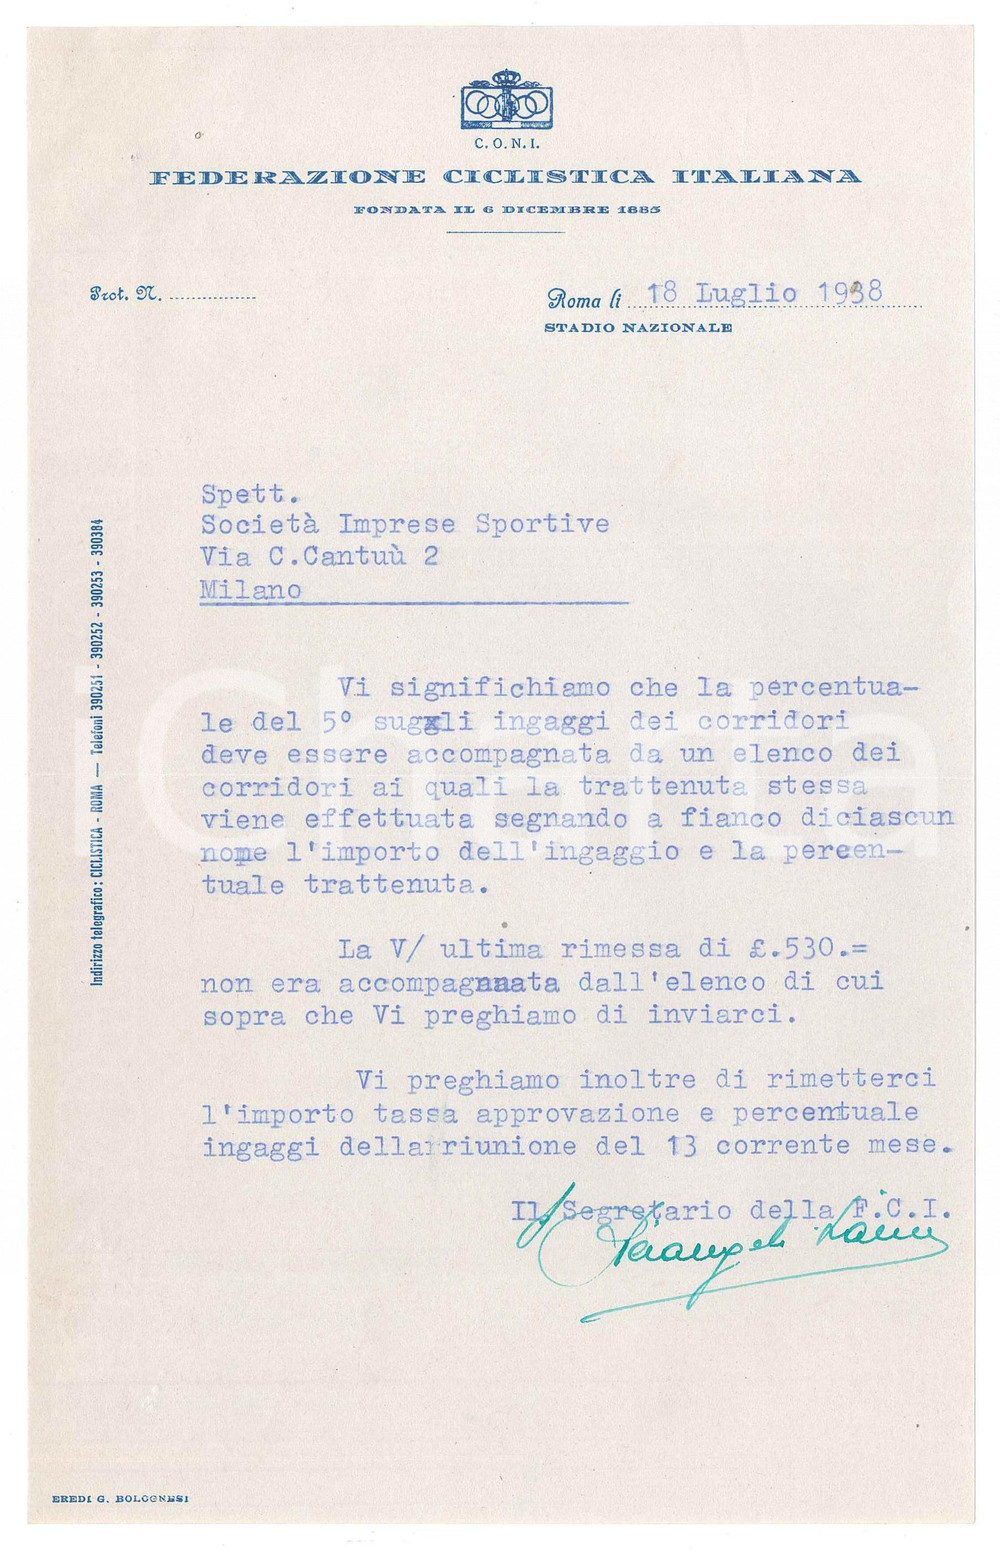 C.O.N.I.
FEDERAZIONE CICLISTICA ITALIANA
FONDATA IL 6 DICEMBRE 1885
Prot. N. ................
Roma lì 18 Luglio 1938
STADIO NAZIONALE
Spett.
Società Imprese Sportive
Via C.Cantuù 2
Milano
Indirizzo telegrafico: CICLISTICA - ROMA — Telefoni 390251 - 390252 - 390253 - 390384
Vi significhiamo che la percentua-
le del 5° sugxli ingaggi dei corridori
deve essere accompagnata da un elenco dei
corridori ai quali la trattenuta stessa
viene effettuata segnando a fianco diciascun
nome l'importo dell'ingaggio e la percen-
tuale trattenuta.
La V/ ultima rimessa di £.530.=
non era accompagnaata dall'elenco di cui
sopra che Vi preghiamo di inviarci.
Vi preghiamo inoltre di rimetterci
l'importo tassa approvazione e percentuale
ingaggi della riunione del 13 corrente mese.
Il Segretario della F.C.I.
EREDI G. BOLOGNESI
iCharta